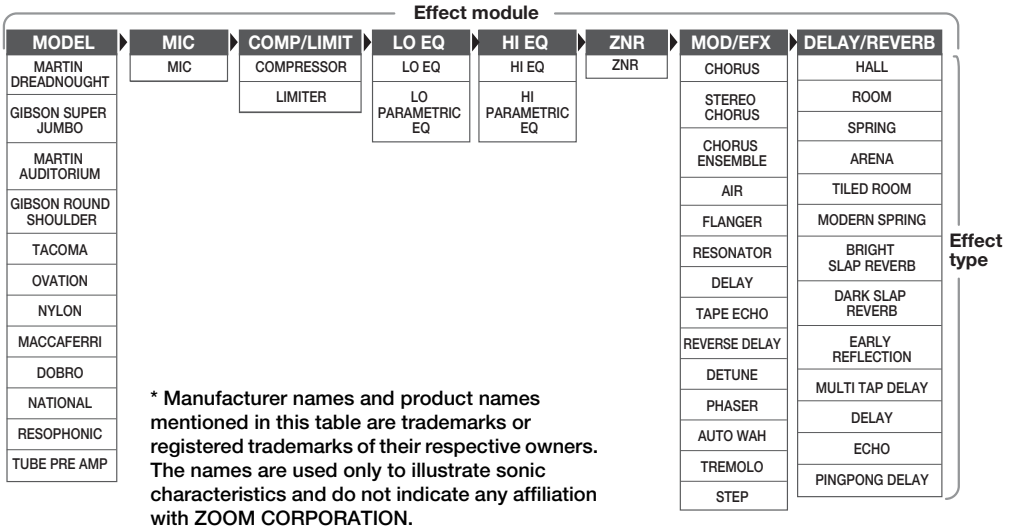 Effect module
MODEL
MARTIN
DREADNOUGHT
GIBSON SUPER
JUMBO
MARTIN
AUDITORIUM
GIBSON ROUND
SHOULDER
TACOMA
OVATION
NYLON
MACCAFERRI
DOBRO
NATIONAL
RESOPHONIC
TUBE PRE AMP
MIC
MIC
COMP/LIMIT
COMPRESSOR
LIMITER
LO EQ
LO EQ
LO
PARAMETRIC
EQ
HI EQ
HI EQ
HI
PARAMETRIC
EQ
ZNR
ZNR
MOD/EFX
CHORUS
STEREO
CHORUS
CHORUS
ENSEMBLE
AIR
FLANGER
RESONATOR
DELAY
TAPE ECHO
REVERSE DELAY
DETUNE
PHASER
AUTO WAH
TREMOLO
STEP
DELAY/REVERB
HALL
ROOM
SPRING
ARENA
TILED ROOM
MODERN SPRING
BRIGHT
SLAP REVERB
DARK SLAP
REVERB
EARLY
REFLECTION
MULTI TAP DELAY
DELAY
ECHO
PINGPONG DELAY
Effect
type
* Manufacturer names and product names
mentioned in this table are trademarks or
registered trademarks of their respective owners.
The names are used only to illustrate sonic
characteristics and do not indicate any affiliation
with ZOOM CORPORATION.